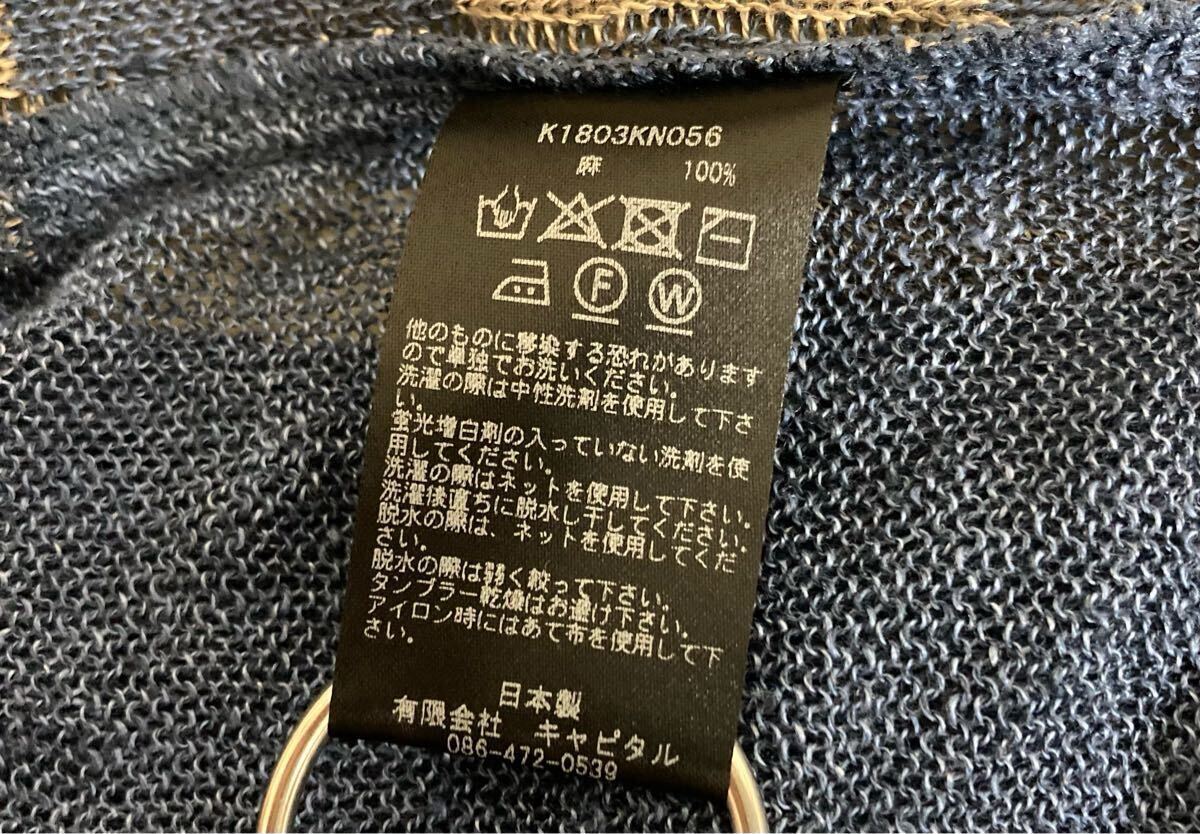 K1803KN056
麻 100%
F W
他のものに移染する恐れがあります
ので単独でお洗いください。
洗濯の際は中性洗剤を使用して下さ
い。
蛍光増白剤の入っていない洗剤を使
用してください。
洗濯の際はネットを使用して下さい。
洗濯後直ちに脱水し干してください。
脱水の際は、ネットを使用してくだ
さい。
脱水の際は弱く絞って下さい。
タンブラー乾燥はお避け下さい。
アイロン時にはあて布を使用して下
さい。
日本製
有限会社 キャピタル
086-472-0539